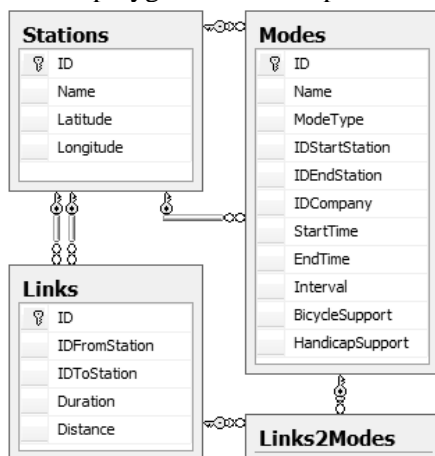 Stations
ID
Name
Latitude
Longitude
Modes
ID
Name
ModeType
IDStartStation
IDEndStation
IDCompany
StartTime
EndTime
Interval
BicycleSupport
HandicapSupport
Links
ID
IDFromStation
IDToStation
Duration
Distance
Links2Modes